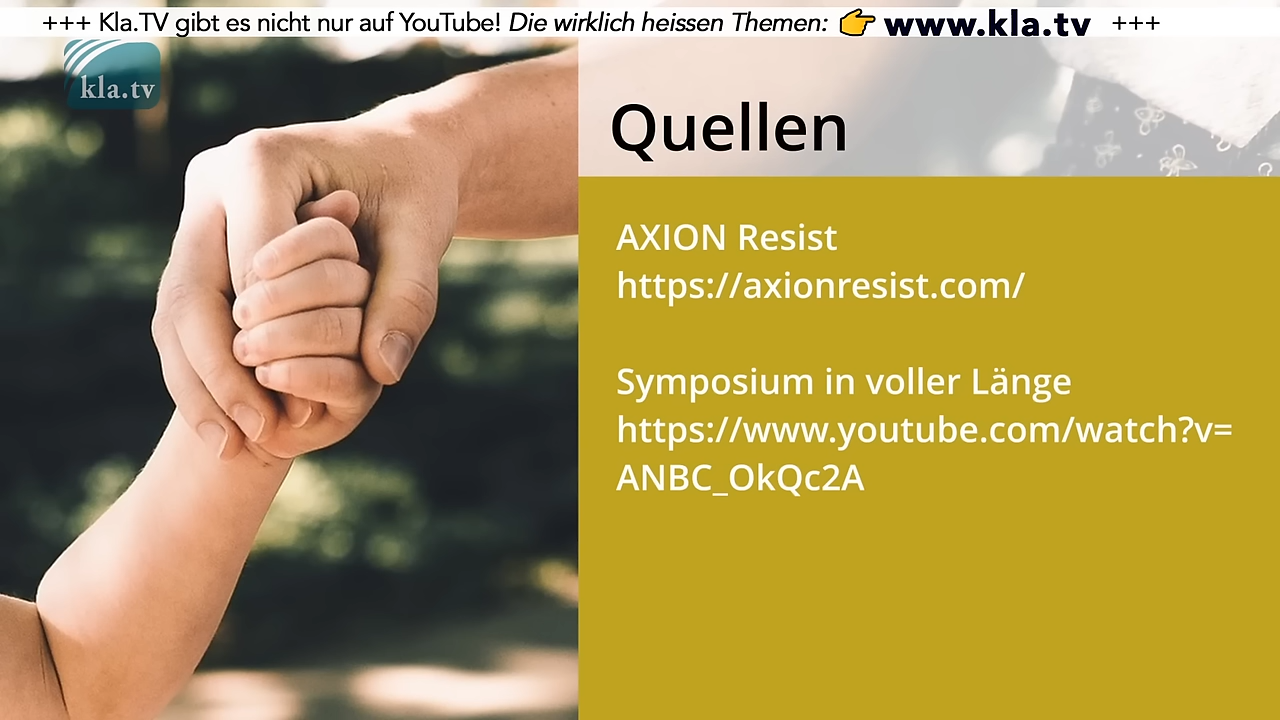 +++ Kla.TV gibt es nicht nur auf YouTube! Die wirklich heissen Themen: 👉 www.kla.tv +++
kla.tv
Quellen
AXION Resist
https://axionresist.com/
Symposium in voller Länge
https://www.youtube.com/watch?v=
ANBC_OkQc2A